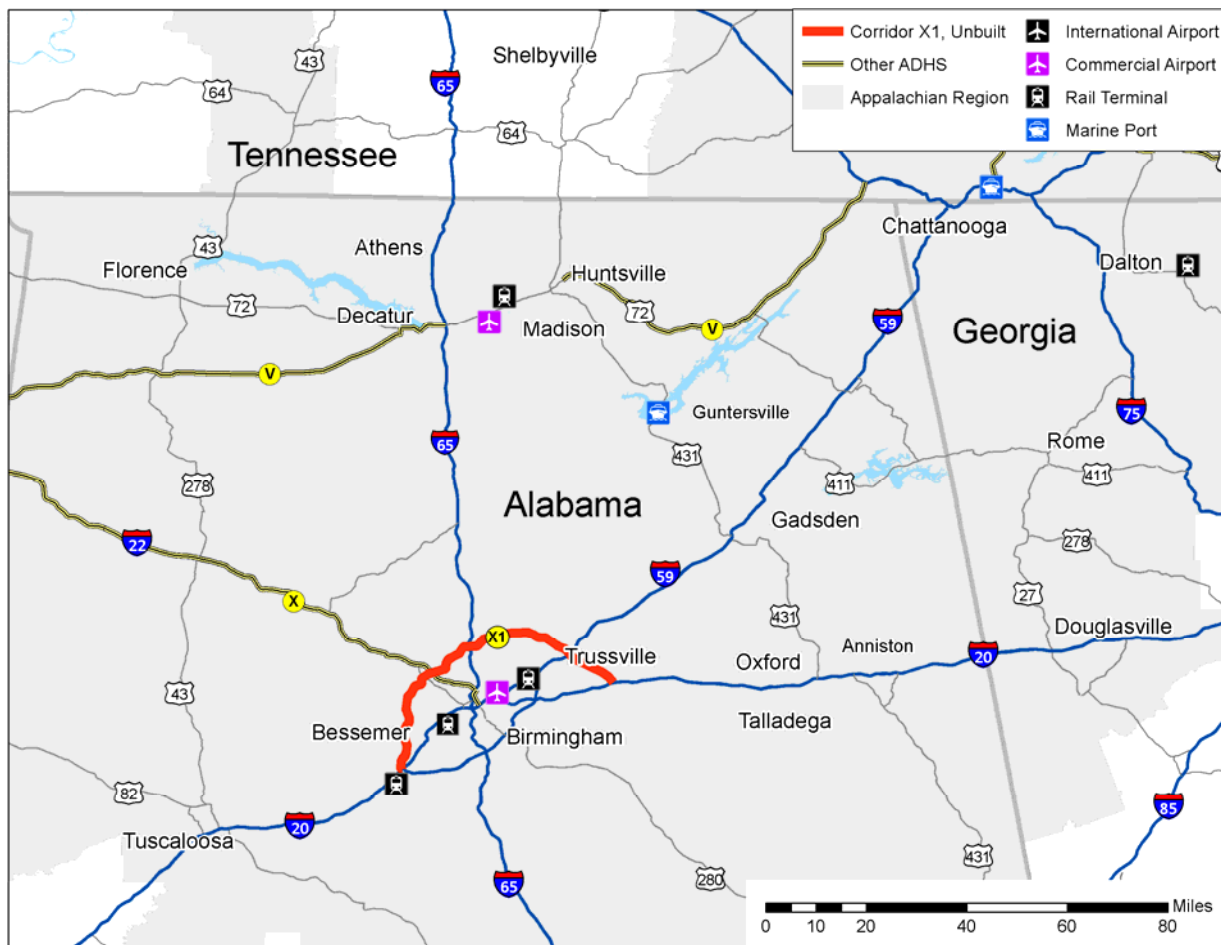 Corridor X1, Unbuilt
Other ADHS
Appalachian Region
International Airport
Commercial Airport
Rail Terminal
Marine Port
Shelbyville
43
65
64
64
Tennessee
Chattanooga
43
Athens
Florence
Huntsville
Dalton
72
Decatur
72
Madison
V
59
Georgia
V
Guntersville
75
65
431
Rome
278
411
411
Alabama
Gadsden
22
278
59
27
X
431
Douglasville
X1
Trussville
Oxford
Anniston
20
43
Bessemer
Birmingham
Talladega
82
20
85
Tuscaloosa
431
65
280
Miles
0 10 20 40 60 80